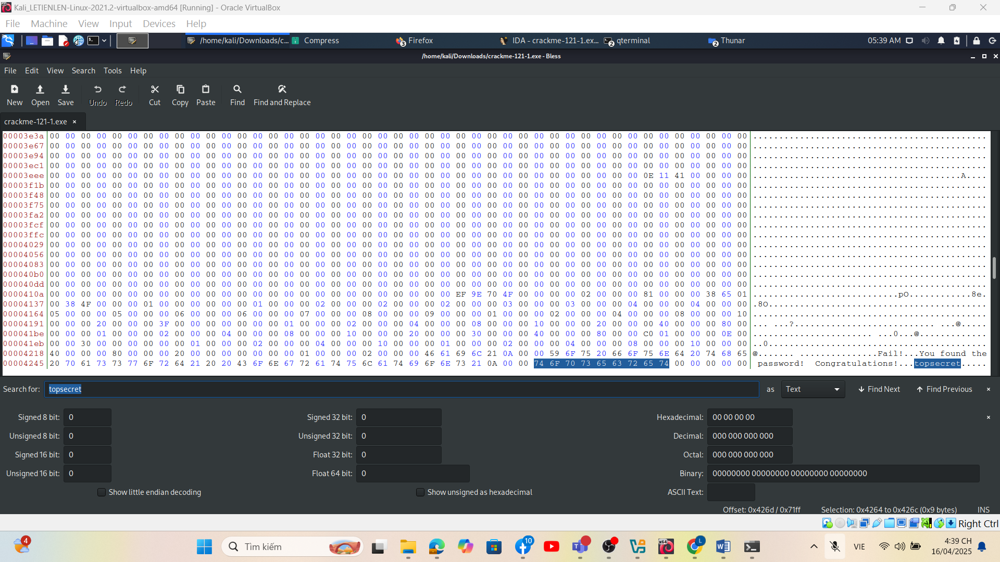 Kali_LETIENLEN-Linux-2021.2-virtualbox-amd64 [Running] - Oracle VirtualBox
File Machine View Input Devices Help
/home/kali/Downloads/c... Compress 3 Firefox IDA - crackme-121-1.ex... 2 qterminal 2 Thunar 05:39 AM
/home/kali/Downloads/crackme-121-1.exe - Bless
File Edit View Search Tools Help
New Open Save Undo Redo Cut Copy Paste Find Find and Replace
crackme-121-1.exe ×
00003e3a 00 00 00 00 00 00 00 00 00 00 00 00 00 00 00 00 00 00 00 00 00 00 00 00 00 00 00 00 00 00 00 00 00 00 00 00 00 00 00 00 00 00 00 00 00 .............................................
00003e67 00 00 00 00 00 00 00 00 00 00 00 00 00 00 00 00 00 00 00 00 00 00 00 00 00 00 00 00 00 00 00 00 00 00 00 00 00 00 00 00 00 00 00 00 00 .............................................
00003e94 00 00 00 00 00 00 00 00 00 00 00 00 00 00 00 00 00 00 00 00 00 00 00 00 00 00 00 00 00 00 00 00 00 00 00 00 00 00 00 00 00 00 00 00 00 .............................................
00003ec1 00 00 00 00 00 00 00 00 00 00 00 00 00 00 00 00 00 00 00 00 00 00 00 00 00 00 00 00 00 00 00 00 00 00 00 00 00 00 00 00 00 00 00 00 00 .............................................
00003eee 00 00 00 00 00 00 00 00 00 00 00 00 00 00 00 00 00 00 00 00 00 00 00 00 00 00 00 00 00 00 00 00 00 00 00 00 00 00 0E 11 41 00 00 00 00 ........................................A....
00003f1b 00 00 00 00 00 00 00 00 00 00 00 00 00 00 00 00 00 00 00 00 00 00 00 00 00 00 00 00 00 00 00 00 00 00 00 00 00 00 00 00 00 00 00 00 00 .............................................
00003f48 00 00 00 00 00 00 00 00 00 00 00 00 00 00 00 00 00 00 00 00 00 00 00 00 00 00 00 00 00 00 00 00 00 00 00 00 00 00 00 00 00 00 00 00 00 .............................................
00003f75 00 00 00 00 00 00 00 00 00 00 00 00 00 00 00 00 00 00 00 00 00 00 00 00 00 00 00 00 00 00 00 00 00 00 00 00 00 00 00 00 00 00 00 00 00 .............................................
00003fa2 00 00 00 00 00 00 00 00 00 00 00 00 00 00 00 00 00 00 00 00 00 00 00 00 00 00 00 00 00 00 00 00 00 00 00 00 00 00 00 00 00 00 00 00 00 .............................................
00003fcf 00 00 00 00 00 00 00 00 00 00 00 00 00 00 00 00 00 00 00 00 00 00 00 00 00 00 00 00 00 00 00 00 00 00 00 00 00 00 00 00 00 00 00 00 00 .............................................
00003ffc 00 00 00 00 00 00 00 00 00 00 00 00 00 00 00 00 00 00 00 00 00 00 00 00 00 00 00 00 00 00 00 00 00 00 00 00 00 00 00 00 00 00 00 00 00 .............................................
00004029 00 00 00 00 00 00 00 00 00 00 00 00 00 00 00 00 00 00 00 00 00 00 00 00 00 00 00 00 00 00 00 00 00 00 00 00 00 00 00 00 00 00 00 00 00 .............................................
00004056 00 00 00 00 00 00 00 00 00 00 00 00 00 00 00 00 00 00 00 00 00 00 00 00 00 00 00 00 00 00 00 00 00 00 00 00 00 00 00 00 00 00 00 00 00 .............................................
00004083 00 00 00 00 00 00 00 00 00 00 00 00 00 00 00 00 00 00 00 00 00 00 00 00 00 00 00 00 00 00 00 00 00 00 00 00 00 00 00 00 00 00 00 00 00 .............................................
000040b0 00 00 00 00 00 00 00 00 00 00 00 00 00 00 00 00 00 00 00 00 00 00 00 00 00 00 00 00 00 00 00 00 00 00 00 00 00 00 00 00 00 00 00 00 00 .............................................
000040dd 00 00 00 00 00 00 00 00 00 00 00 00 00 00 00 00 00 00 00 00 00 00 00 00 00 00 00 00 00 00 00 00 00 00 00 00 00 00 00 00 00 00 00 00 00 .............................................
0000410a 00 00 00 00 00 00 00 00 00 00 00 00 00 00 00 00 00 00 00 00 00 00 00 00 00 00 EF 9E 70 4F 00 00 00 00 02 00 00 00 81 00 00 00 38 65 01 ............................pO............8e.
00004137 00 38 4F 00 00 00 01 00 00 00 00 00 00 01 00 00 00 02 00 00 00 02 00 00 00 02 00 00 00 03 00 00 00 03 00 00 00 04 00 00 00 04 00 00 00 .8O..........................................
00004164 05 00 00 00 05 00 00 00 06 00 00 00 06 00 00 00 07 00 00 00 08 00 00 00 09 00 00 00 01 00 00 00 02 00 00 00 04 00 00 00 08 00 00 00 10 .............................................
00004191 00 00 00 20 00 00 00 3F 00 00 00 00 00 00 00 01 00 00 00 02 00 00 00 04 00 00 00 08 00 00 00 10 00 00 00 20 00 00 00 40 00 00 00 80 00 ... ...?........................... ...@.....
000041be 00 00 00 01 00 00 00 02 00 00 00 04 00 00 00 08 00 00 00 10 00 00 00 20 00 00 00 30 00 00 00 40 00 00 00 80 00 00 C0 01 00 00 00 0E 00 ....................... ...0...@.............
000041eb 00 00 30 00 00 00 00 00 00 01 00 00 00 02 00 00 00 04 00 00 00 10 00 00 00 01 00 00 00 02 00 00 00 04 00 00 00 08 00 00 00 10 00 00 00 ..0..........................................
00004218 40 00 00 00 80 00 00 00 20 00 00 00 00 00 00 00 01 00 00 00 02 00 00 00 46 61 69 6C 21 0A 00 00 59 6F 75 20 66 6F 75 6E 64 20 74 68 65 @....... ...............Fail!...You found the
00004245 20 70 61 73 73 77 6F 72 64 21 20 20 43 6F 6E 67 72 61 74 75 6C 61 74 69 6F 6E 73 21 0A 00 00 74 6F 70 73 65 63 72 65 74 00 00 00 00 00 password!  Congratulations!...topsecret.....
Search for: topsecret as Text Find Next Find Previous ×
Signed 8 bit: 0 Signed 32 bit: 0 Hexadecimal: 00 00 00 00 ×
Unsigned 8 bit: 0 Unsigned 32 bit: 0 Decimal: 000 000 000 000
Signed 16 bit: 0 Float 32 bit: 0 Octal: 000 000 000 000
Unsigned 16 bit: 0 Float 64 bit: 0 Binary: 00000000 00000000 00000000 00000000
Show little endian decoding Show unsigned as hexadecimal ASCII Text:
Offset: 0x426d / 0x71ff Selection: 0x4264 to 0x426c (0x9 bytes) INS
Right Ctrl
4 Tìm kiếm 10 L VIE 4:39 CH
16/04/2025